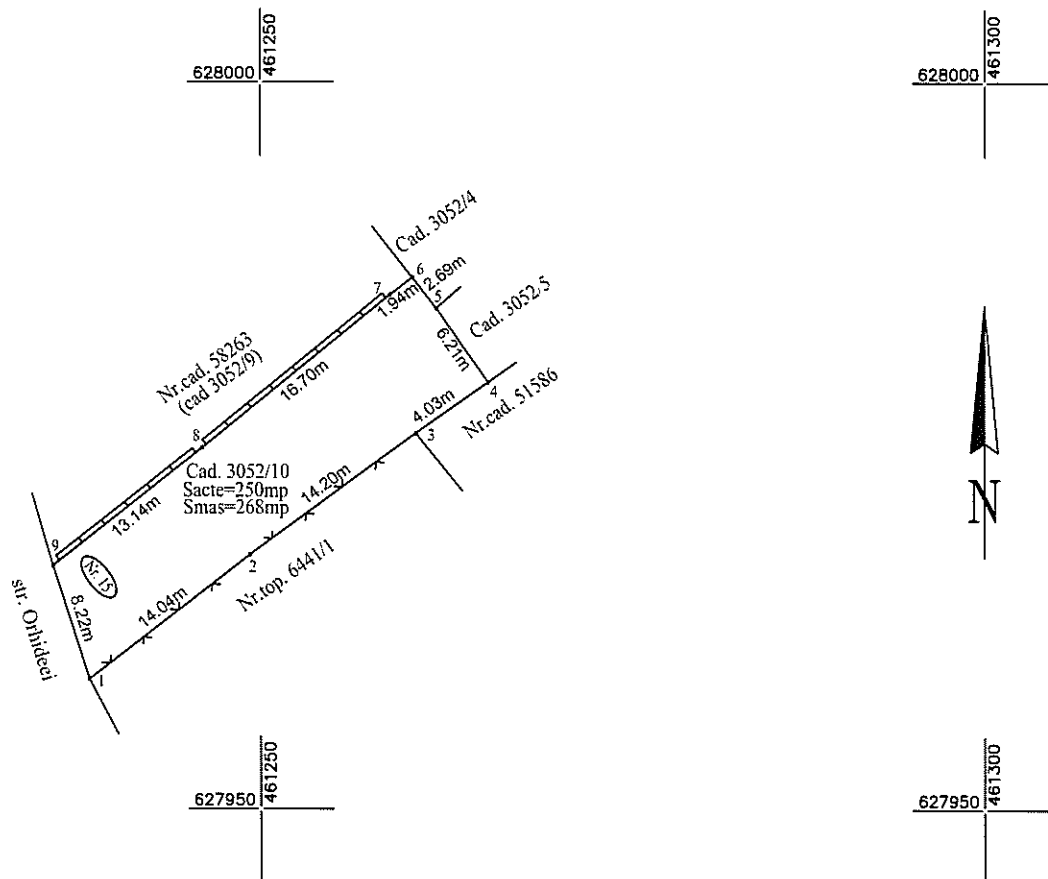 628000
461250
628000
461300
Cad. 3052/4
6
2.69m
7
1.94m
5
Cad. 3052/5
6.21m
Nr.cad. 58263
(cad 3052/9)
16.70m
4
4.03m
Nr.cad. 51586
3
8
Cad. 3052/10
Sacte=250mp
Smas=268mp
14.20m
13.14m
9
Nr. 15
2
Nr.top. 6441/1
14.04m
8.22m
str. Orhideei
1
N
627950
461250
627950
461300